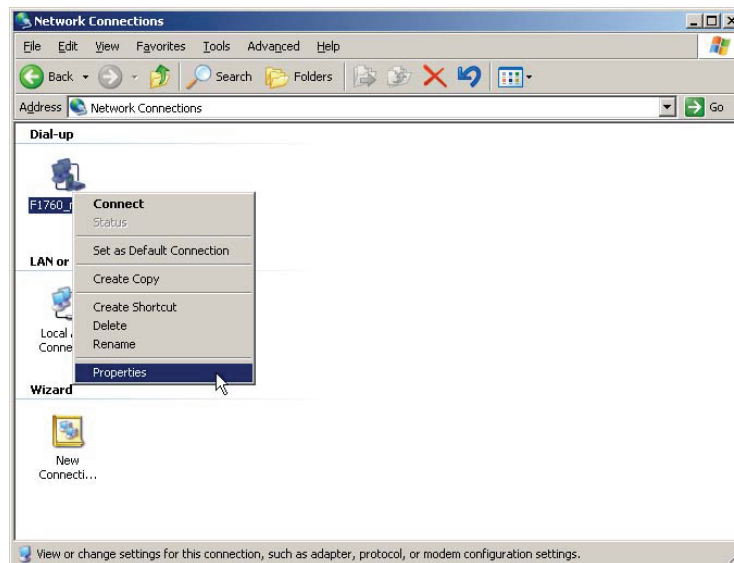 Network Connections
File Edit View Favorites Tools Advanced Help
Back Search Folders
Address Network Connections Go
Dial-up
F1760_
Connect
Status
Set as Default Connection
LAN or
Create Copy
Create Shortcut
Local
Delete
Conne
Rename
Properties
Wizard
New
Connecti...
View or change settings for this connection, such as adapter, protocol, or modem configuration settings.